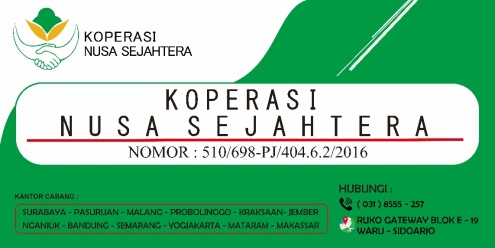 KOPERASI
NUSA SEJAHTERA
KOPERASI
NUSA SEJAHTERA
NOMOR : 510/698-PJ/404.6.2/2016
KANTOR CABANG :
SURABAYA - PASURUAN - MALANG - PROBOLINGGO - KRAKSAAN- JEMBER
NGANJUK - BANDUNG - SEMARANG - YOGYAKARTA - MATARAM - MAKASSAR
HUBUNGI :
( 031 ) 8555 - 257
RUKO GATEWAY BLOK E - 19
WARU - SIDOARJO